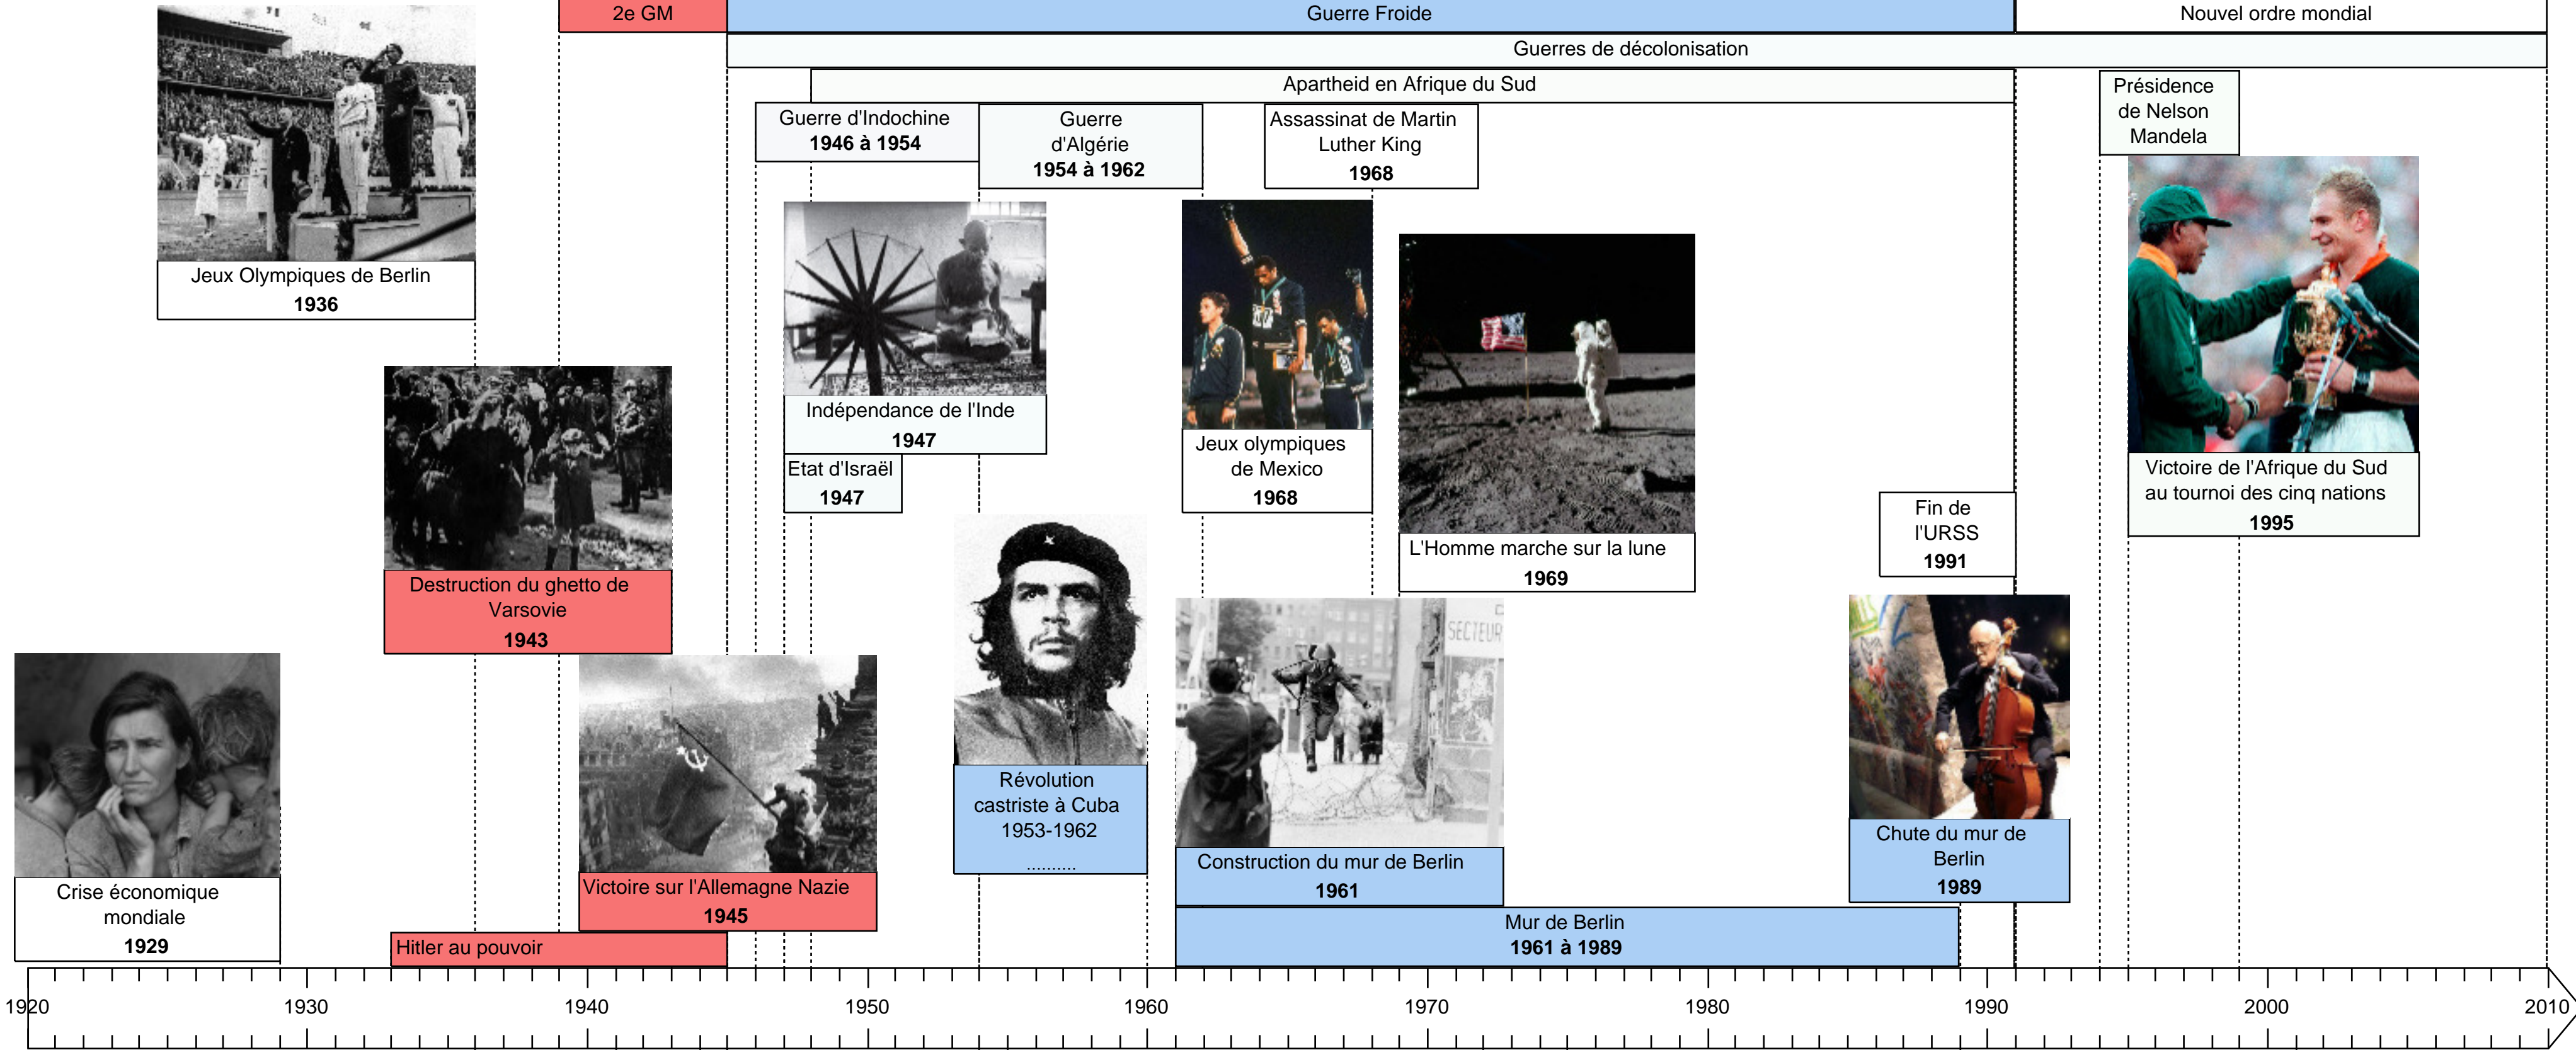 2e GM
Guerre Froide
Nouvel ordre mondial
Guerres de décolonisation
Apartheid en Afrique du Sud
Présidence
de Nelson
Mandela
Guerre d'Indochine
1946 à 1954
Guerre
d'Algérie
1954 à 1962
Assassinat de Martin
Luther King
1968
Jeux Olympiques de Berlin
1936
Indépendance de l'Inde
1947
Etat d'Israël
1947
Jeux olympiques
de Mexico
1968
L'Homme marche sur la lune
1969
Victoire de l'Afrique du Sud
au tournoi des cinq nations
1995
Fin de
l'URSS
1991
Destruction du ghetto de
Varsovie
1943
SECTEUR
Révolution
castriste à Cuba
1953-1962
..........
Construction du mur de Berlin
1961
Chute du mur de
Berlin
1989
Crise économique
mondiale
1929
Victoire sur l'Allemagne Nazie
1945
Mur de Berlin
1961 à 1989
Hitler au pouvoir
1920
1930
1940
1950
1960
1970
1980
1990
2000
2010